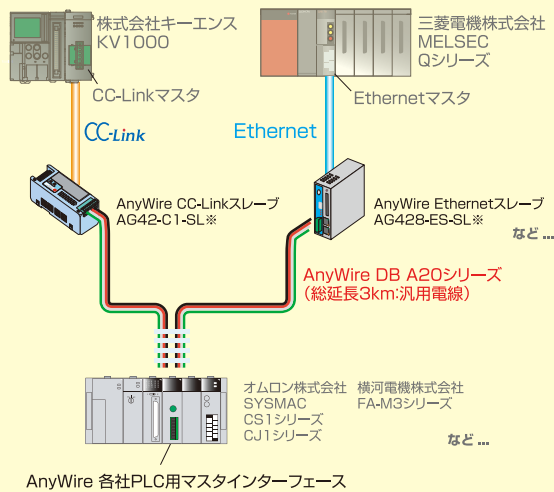 株式会社キーエンス
KV1000
CC-Linkマスタ
三菱電機株式会社
MELSEC
Qシリーズ
Ethernetマスタ
CC-Link
Ethernet
AnyWire CC-Linkスレーブ
AG42-C1-SL※
AnyWire Ethernetスレーブ
AG428-ES-SL※
など...
AnyWire DB A20シリーズ
(総延長3km:汎用電線)
オムロン株式会社
SYSMAC
CS1シリーズ
CJ1シリーズ
横河電機株式会社
FA-M3シリーズ
など...
AnyWire 各社PLC用マスタインターフェース